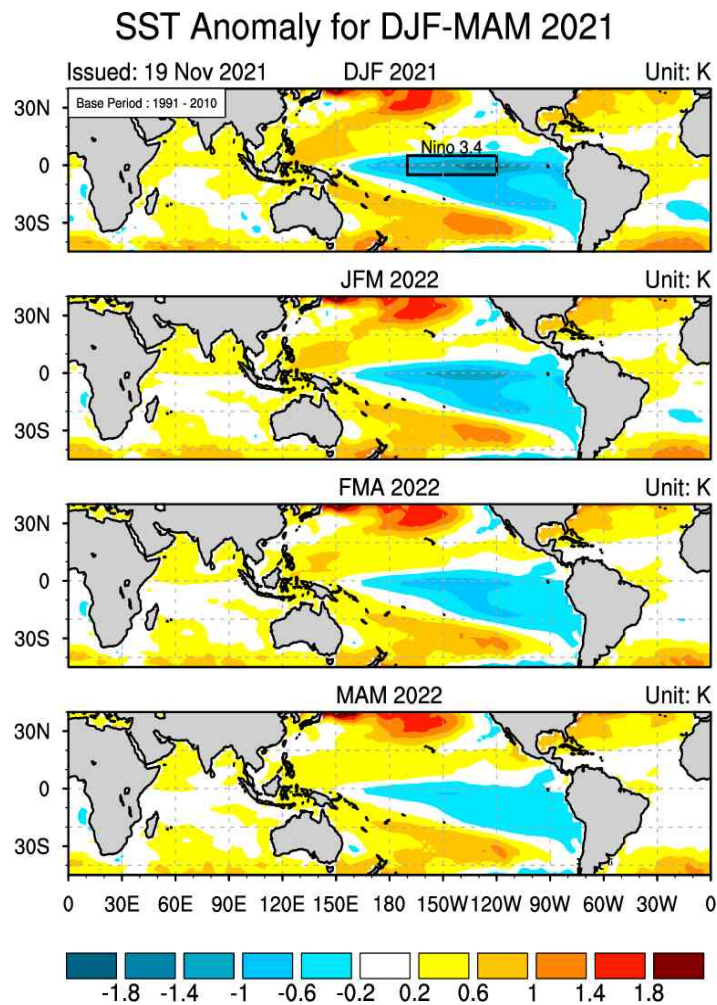 SST Anomaly for DJF-MAM 2021
Issued: 19 Nov 2021 DJF 2021 Unit: K
30N
Base Period : 1991 - 2010
Nino 3.4
0
30S
JFM 2022 Unit: K
30N
0
30S
FMA 2022 Unit: K
30N
0
30S
MAM 2022 Unit: K
30N
0
30S
0 30E 60E 90E 120E 150E 180E 150W 120W 90W 60W 30W 0
-1.8 -1.4 -1 -0.6 -0.2 0.2 0.6 1 1.4 1.8